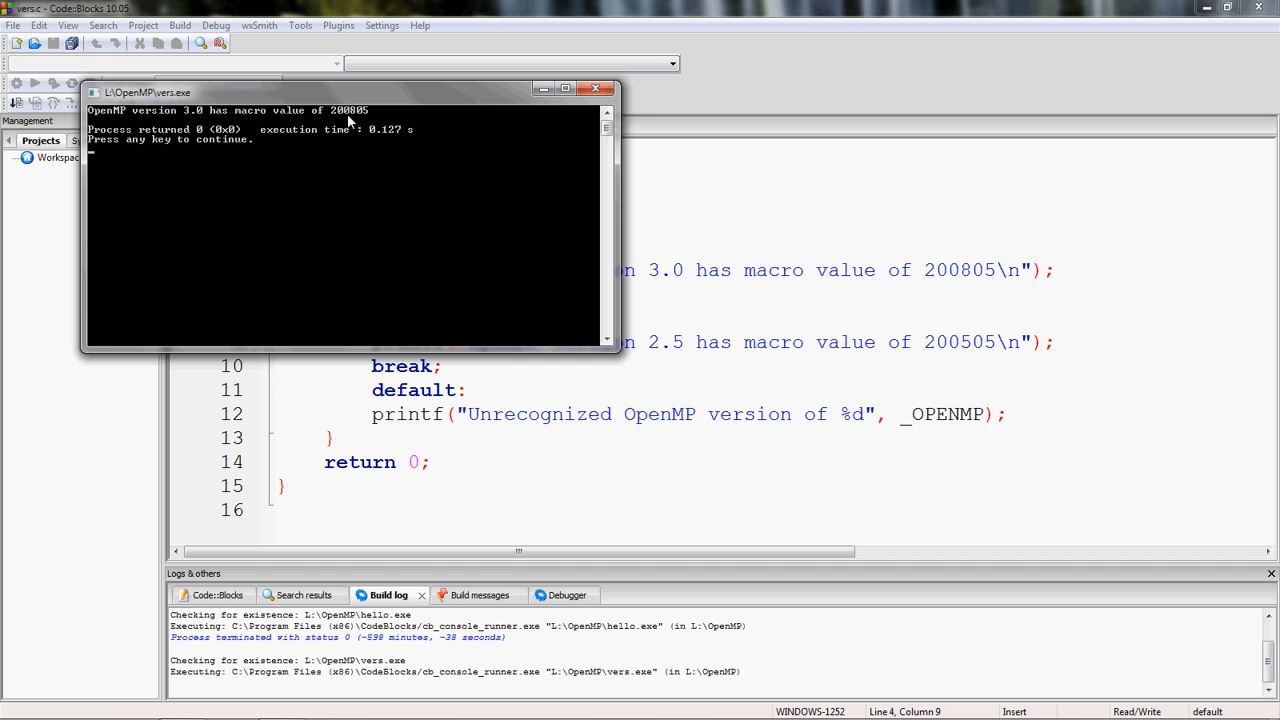 vers.c - Code::Blocks 10.05
File Edit View Search Project Build Debug wxSmith Tools Plugins Settings Help
L:\OpenMP\vers.exe
OpenMP version 3.0 has macro value of 200805
Process returned 0 (0x0)   execution time : 0.127 s
Press any key to continue.
Management
Projects Sy
Workspac
n 3.0 has macro value of 200805\n");
2.5 has macro value of 200505\n");
10 break;
11 default:
12 printf("Unrecognized OpenMP version of %d", _OPENMP);
13 }
14 return 0;
15 }
16
Logs & others
Code::Blocks Search results Build log Build messages Debugger
Checking for existence: L:\OpenMP\hello.exe
Executing: C:\Program Files (x86)\CodeBlocks/cb_console_runner.exe "L:\OpenMP\hello.exe" (in L:\OpenMP)
Process terminated with status 0 (-598 minutes, -38 seconds)
Checking for existence: L:\OpenMP\vers.exe
Executing: C:\Program Files (x86)\CodeBlocks/cb_console_runner.exe "L:\OpenMP\vers.exe" (in L:\OpenMP)
WINDOWS-1252 Line 4, Column 9 Insert Read/Write default